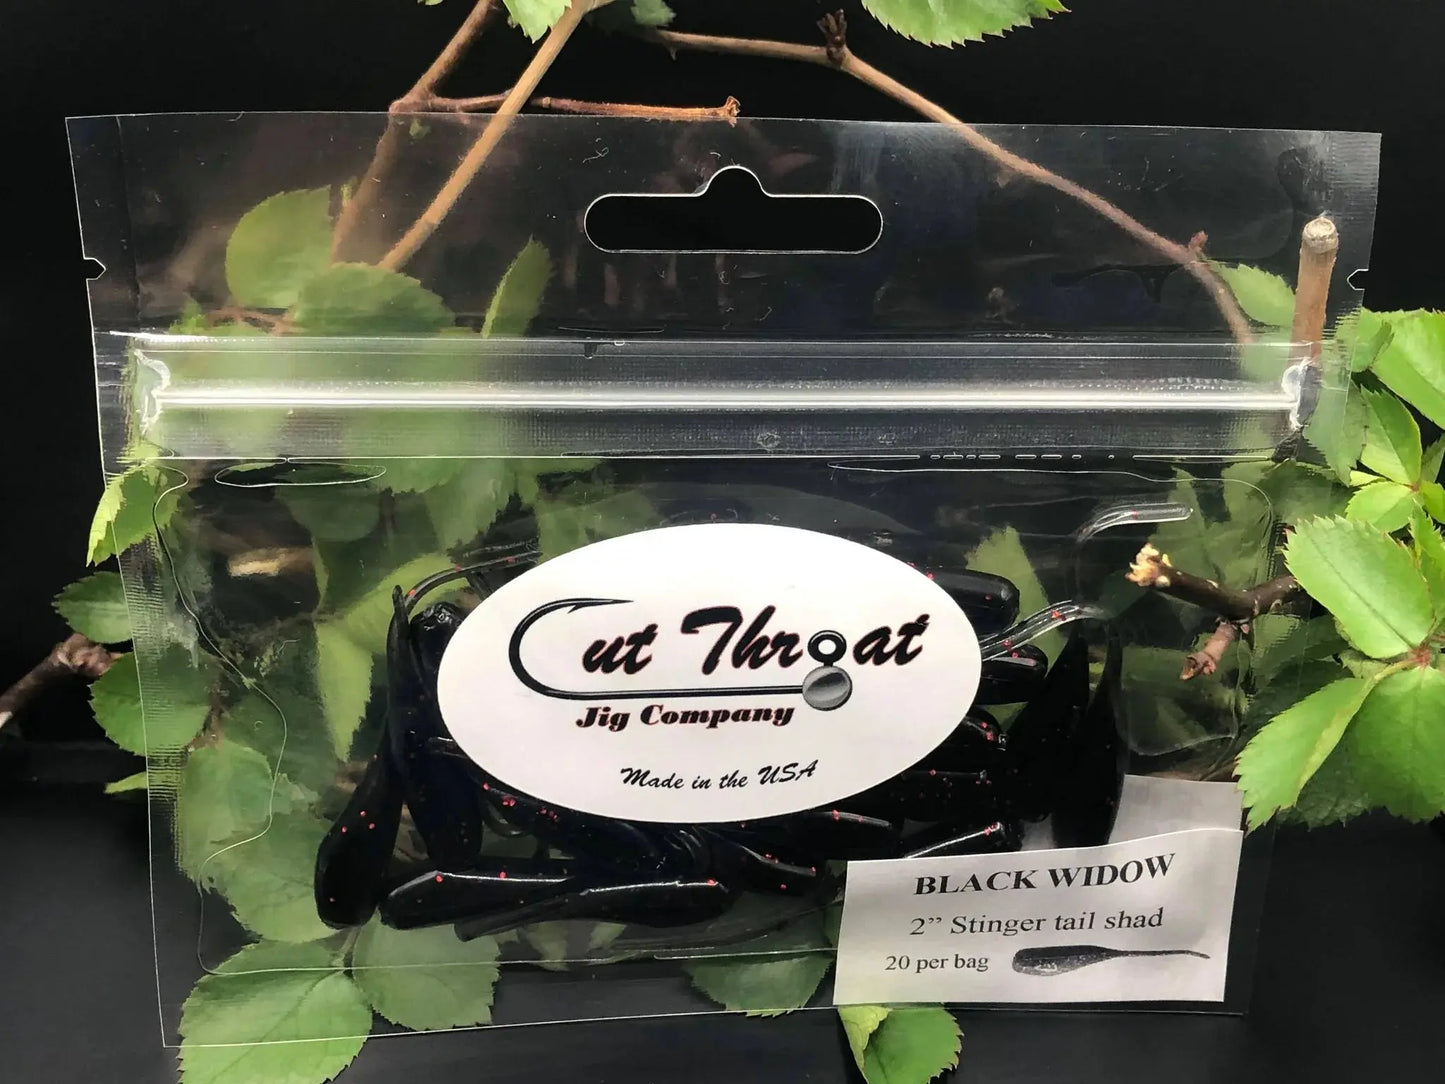 Cut Throat
Jig Company
Made in the USA
BLACK WIDOW
2” Stinger tail shad
20 per bag